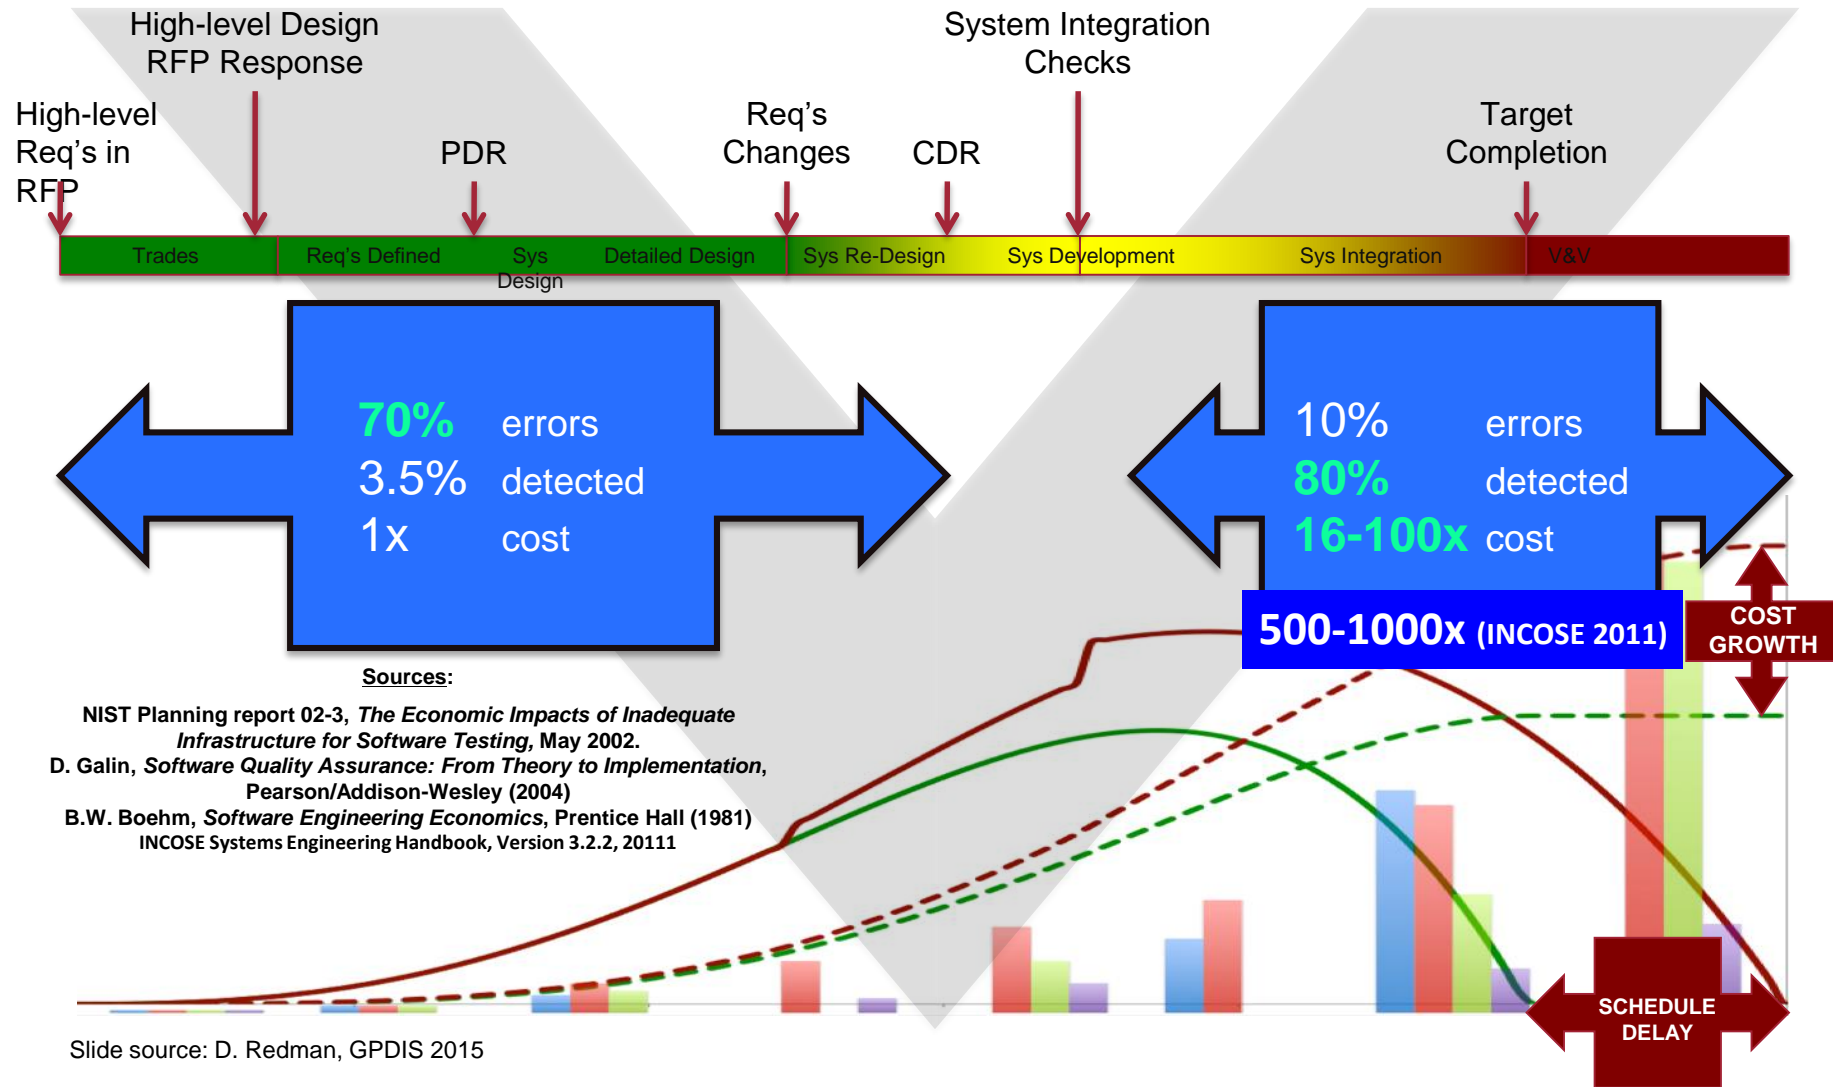 High-level Design
RFP Response
System Integration
Checks
High-level
Req's in
RFP
PDR
Req's
Changes
CDR
Target
Completion
Trades
Req's Defined
Sys
Design
Detailed Design
Sys Re-Design
Sys Development
Sys Integration
V&V
70% errors
3.5% detected
1x cost
10% errors
80% detected
16-100x cost
500-1000x (INCOSE 2011)
COST
GROWTH
Sources:
NIST Planning report 02-3, The Economic Impacts of Inadequate
Infrastructure for Software Testing, May 2002.
D. Galin, Software Quality Assurance: From Theory to Implementation,
Pearson/Addison-Wesley (2004)
B.W. Boehm, Software Engineering Economics, Prentice Hall (1981)
INCOSE Systems Engineering Handbook, Version 3.2.2, 20111
SCHEDULE
DELAY
Slide source: D. Redman, GPDIS 2015